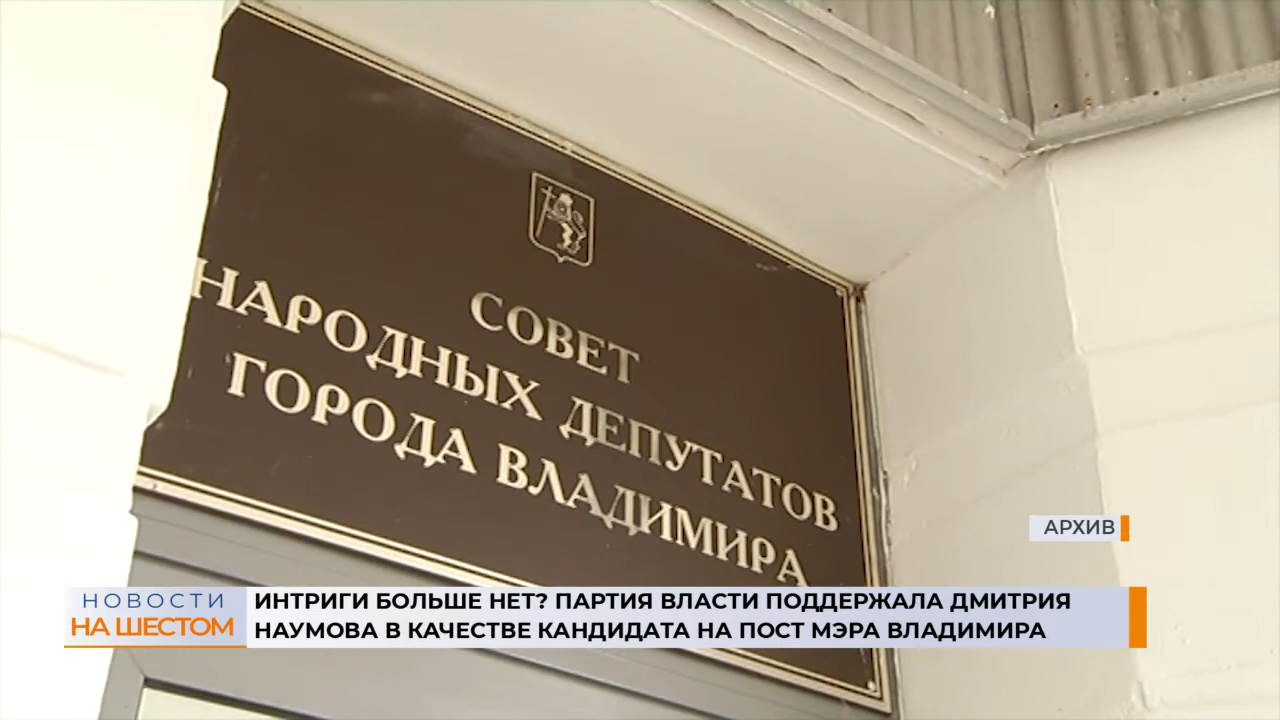 СОВЕТ
НАРОДНЫХ ДЕПУТАТОВ
ГОРОДА ВЛАДИМИРА
АРХИВ
НОВОСТИ
НА ШЕСТОМ
ИНТРИГИ БОЛЬШЕ НЕТ? ПАРТИЯ ВЛАСТИ ПОДДЕРЖАЛА ДМИТРИЯ
НАУМОВА В КАЧЕСТВЕ КАНДИДАТА НА ПОСТ МЭРА ВЛАДИМИРА